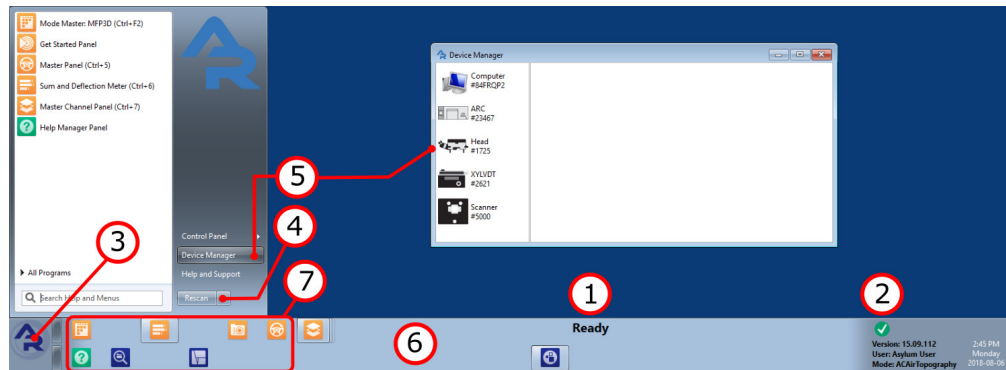 Mode Master: MFP3D (Ctrl+F2)
Get Started Panel
Master Panel (Ctrl+5)
Sum and Deflection Meter (Ctrl+6)
Master Channel Panel (Ctrl+7)
Help Manager Panel
Control Panel
Device Manager
Help and Support
All Programs
Search Help and Menus
Rescan
Device Manager
Computer
#84FRQP2
ARC
#23467
Head
#1725
XYLVDT
#2621
Scanner
#5000
5
4
3
7
1
2
6
Ready
Version: 15.09.112
User: Asylum User
Mode: ACAirTopography
2:45 PM
Monday
2018-08-06
AR
AR